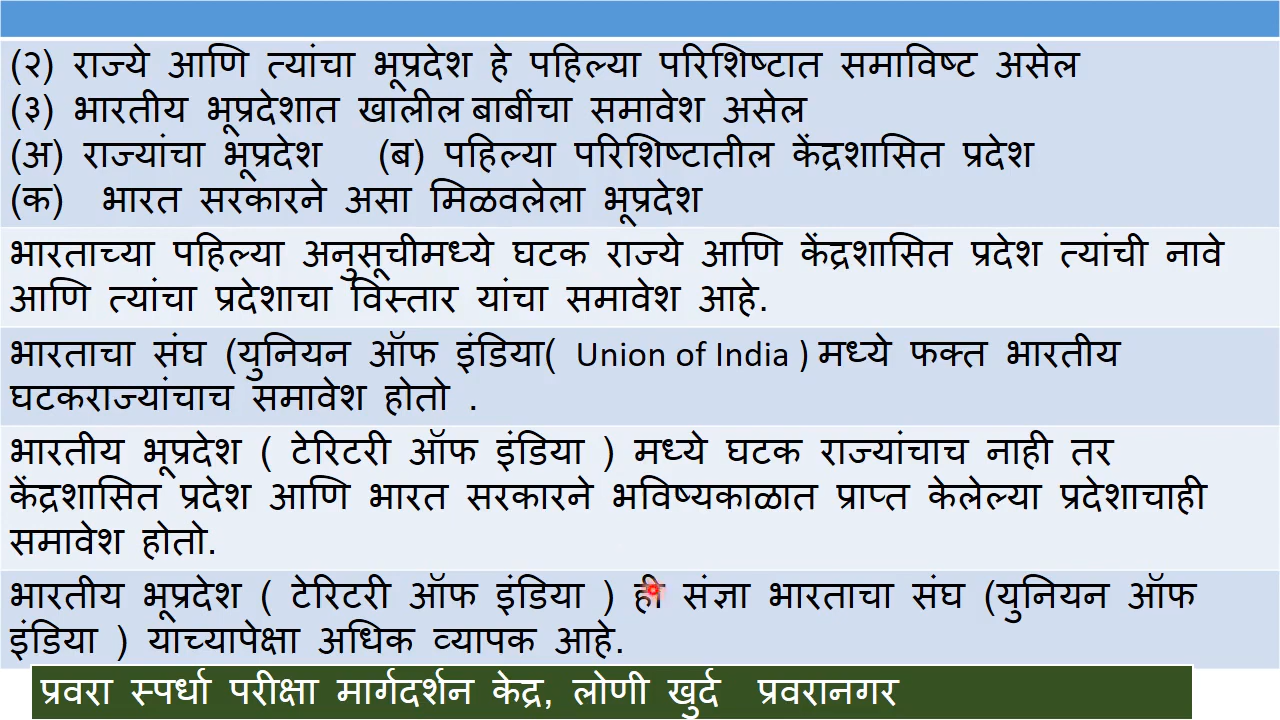 (२) राज्ये आणि त्यांचा भूप्रदेश हे पहिल्या परिशिष्टात समाविष्ट असेल
(३) भारतीय भूप्रदेशात खालील बाबींचा समावेश असेल
(अ) राज्यांचा भूप्रदेश (ब) पहिल्या परिशिष्टातील केंद्रशासित प्रदेश
(क) भारत सरकारने असा मिळवलेला भूप्रदेश
भारताच्या पहिल्या अनुसूचीमध्ये घटक राज्ये आणि केंद्रशासित प्रदेश त्यांची नावे
आणि त्यांचा प्रदेशाचा विस्तार यांचा समावेश आहे.
भारताचा संघ (युनियन ऑफ इंडिया( Union of India ) मध्ये फक्त भारतीय
घटकराज्यांचाच समावेश होतो .
भारतीय भूप्रदेश ( टेरिटरी ऑफ इंडिया ) मध्ये घटक राज्यांचाच नाही तर
केंद्रशासित प्रदेश आणि भारत सरकारने भविष्यकाळात प्राप्त केलेल्या प्रदेशाचाही
समावेश होतो.
भारतीय भूप्रदेश ( टेरिटरी ऑफ इंडिया ) ही संज्ञा भारताचा संघ (युनियन ऑफ
इंडिया ) याच्यापेक्षा अधिक व्यापक आहे.
प्रवरा स्पर्धा परीक्षा मार्गदर्शन केद्र, लोणी खुर्द प्रवरानगर